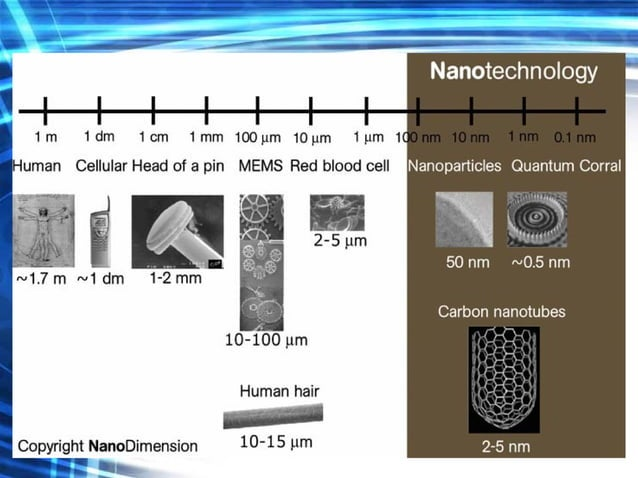 Nanotechnology
1 m 1 dm 1 cm 1 mm 100 µm 10 µm 1 µm 100 nm 10 nm 1 nm 0.1 nm
Human Cellular Head of a pin MEMS Red blood cell Nanoparticles Quantum Corral
~1.7 m ~1 dm 1-2 mm 2-5 µm 50 nm ~0.5 nm
10-100 µm
Carbon nanotubes
Human hair
10-15 µm
2-5 nm
Copyright NanoDimension